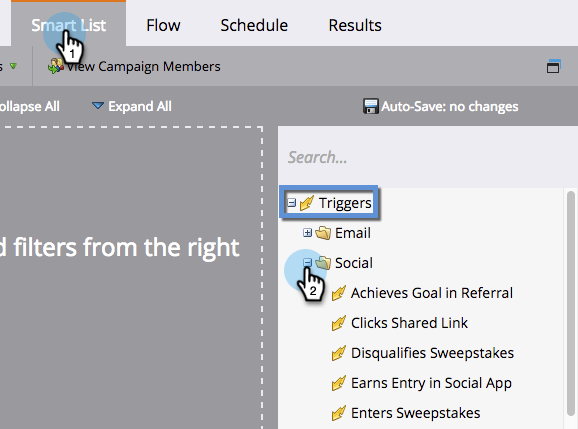 Smart List Flow Schedule Results
1
s View Campaign Members
ollapse All Expand All Auto-Save: no changes
Search...
Triggers
Email
d filters from the right
Social
2
Achieves Goal in Referral
Clicks Shared Link
Disqualifies Sweepstakes
Earns Entry in Social App
Enters Sweepstakes